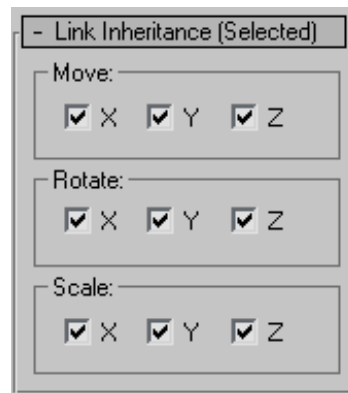 - Link Inheritance (Selected)
Move:
X Y Z
Rotate:
X Y Z
Scale:
X Y Z